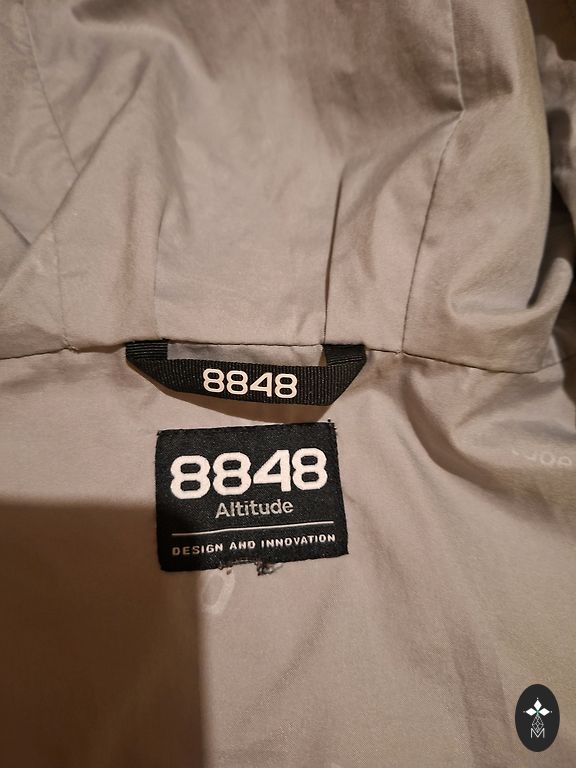 8848
8848
Altitude
DESIGN AND INNOVATION
M